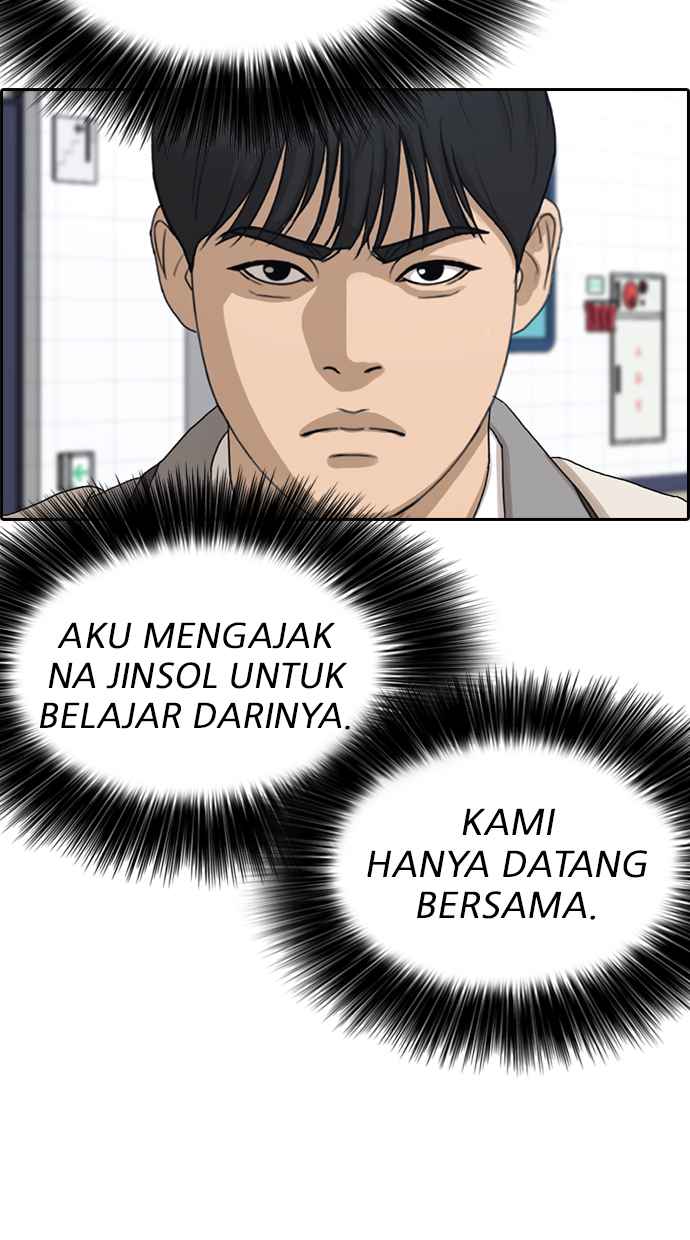 AKU MENGAJAK
NA JINSOL UNTUK
BELAJAR DARINYA.
KAMI
HANYA DATANG
BERSAMA.